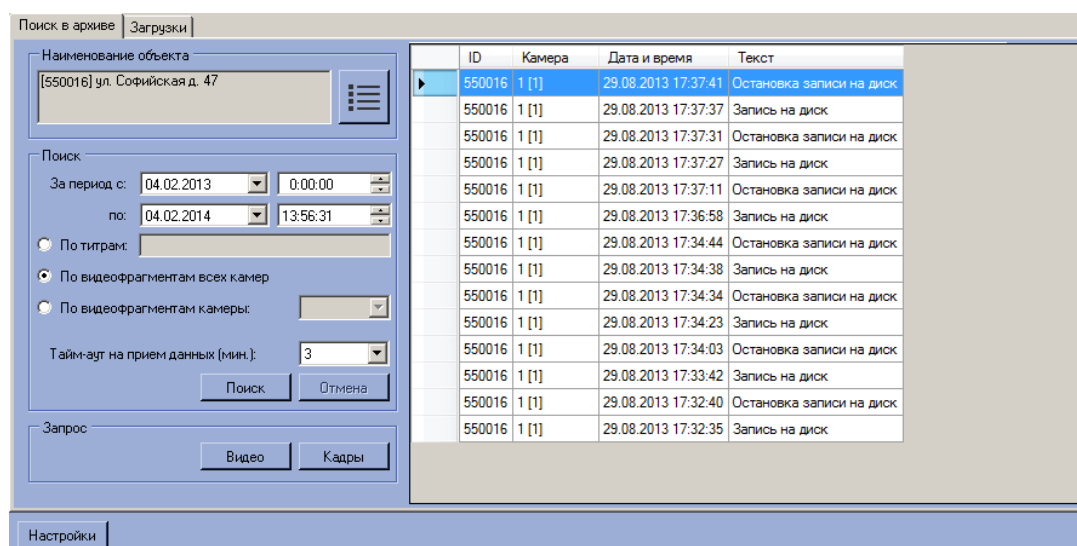 Поиск в архиве Загрузки
Наименование объекта
[550016] ул. Софийская д. 47
Поиск
За период с: 04.02.2013 0:00:00
по: 04.02.2014 13:56:31
По титрам:
По видеофрагментам всех камер
По видеофрагментам камеры:
Тайм-аут на прием данных (мин.): 3
Поиск Отмена
Запрос
Видео Кадры
ID Камера Дата и время Текст
550016 1 [1] 29.08.2013 17:37:41 Остановка записи на диск
550016 1 [1] 29.08.2013 17:37:37 Запись на диск
550016 1 [1] 29.08.2013 17:37:31 Остановка записи на диск
550016 1 [1] 29.08.2013 17:37:27 Запись на диск
550016 1 [1] 29.08.2013 17:37:11 Остановка записи на диск
550016 1 [1] 29.08.2013 17:36:58 Запись на диск
550016 1 [1] 29.08.2013 17:34:44 Остановка записи на диск
550016 1 [1] 29.08.2013 17:34:38 Запись на диск
550016 1 [1] 29.08.2013 17:34:34 Остановка записи на диск
550016 1 [1] 29.08.2013 17:34:23 Запись на диск
550016 1 [1] 29.08.2013 17:34:03 Остановка записи на диск
550016 1 [1] 29.08.2013 17:33:42 Запись на диск
550016 1 [1] 29.08.2013 17:32:40 Остановка записи на диск
550016 1 [1] 29.08.2013 17:32:35 Запись на диск
Настройки